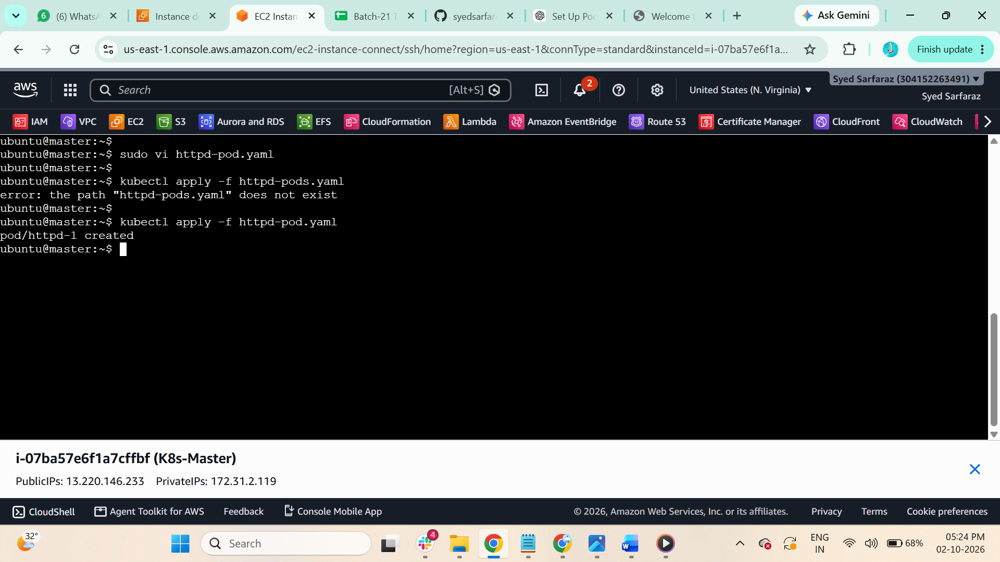 6 (6) WhatsA
Instance de
EC2 Instan
Batch-21 T
syedsarfara
Set Up Poc
Welcome t
Ask Gemini
us-east-1.console.aws.amazon.com/ec2-instance-connect/ssh/home?region=us-east-1&connType=standard&instanceId=i-07ba57e6f1a...
Finish update
aws
Search
[Alt+S]
2
United States (N. Virginia) ▼
Syed Sarfaraz (304152263491) ▼
Syed Sarfaraz
IAM
VPC
EC2
S3
Aurora and RDS
EFS
CloudFormation
Lambda
Amazon EventBridge
Route 53
Certificate Manager
CloudFront
CloudWatch
ubuntu@master:~$
ubuntu@master:~$ sudo vi httpd-pod.yaml
ubuntu@master:~$
ubuntu@master:~$ kubectl apply -f httpd-pods.yaml
error: the path "httpd-pods.yaml" does not exist
ubuntu@master:~$
ubuntu@master:~$ kubectl apply -f httpd-pod.yaml
pod/httpd-1 created
ubuntu@master:~$
i-07ba57e6f1a7cffbf (K8s-Master)
PublicIPs: 13.220.146.233 PrivateIPs: 172.31.2.119
CloudShell
Agent Toolkit for AWS
Feedback
Console Mobile App
© 2026, Amazon Web Services, Inc. or its affiliates.
Privacy
Terms
Cookie preferences
32°
Search
4
ENG
IN
68%
05:24 PM
02-10-2026